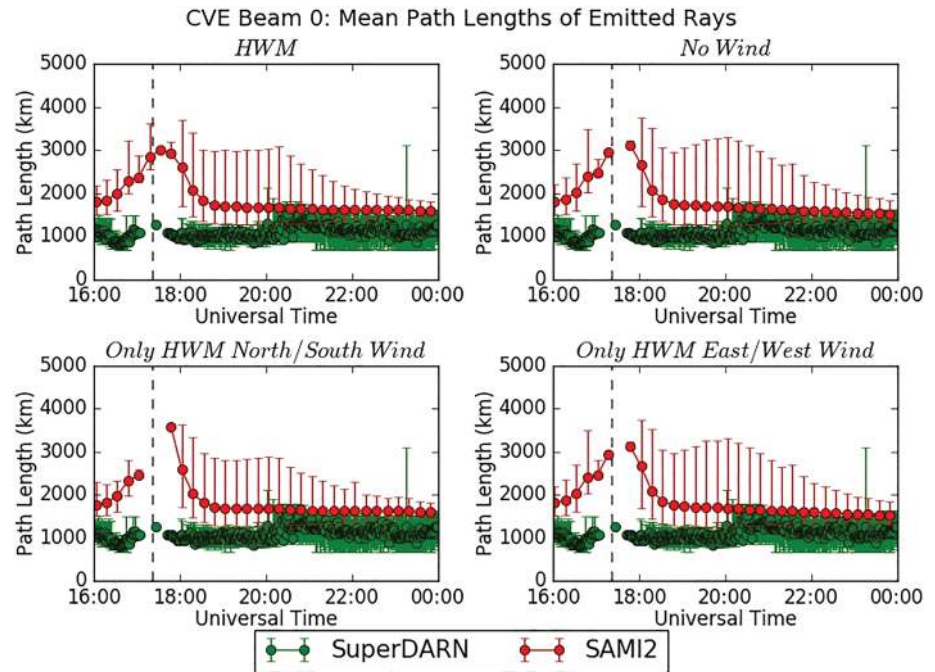 CVE Beam 0: Mean Path Lengths of Emitted Rays
HWM
No Wind
5000
4000
3000
2000
1000
0
Path Length (km)
16:00 18:00 20:00 22:00 00:00
Universal Time
5000
4000
3000
2000
1000
0
Path Length (km)
16:00 18:00 20:00 22:00 00:00
Universal Time
Only HWM North/South Wind
Only HWM East/West Wind
5000
4000
3000
2000
1000
0
Path Length (km)
16:00 18:00 20:00 22:00 00:00
Universal Time
5000
4000
3000
2000
1000
0
Path Length (km)
16:00 18:00 20:00 22:00 00:00
Universal Time
SuperDARN SAMI2